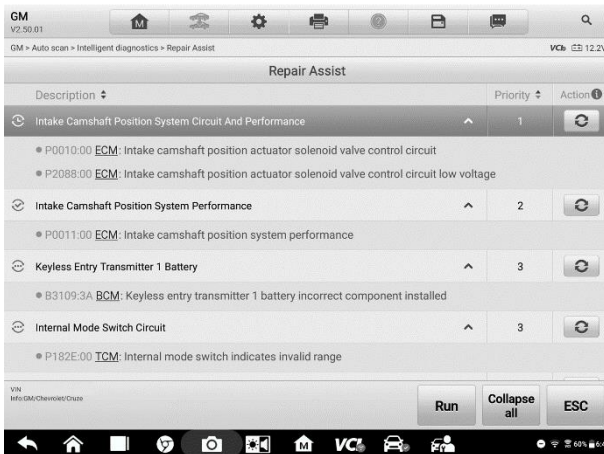 GM
V2.50.01
GM > Auto scan > Intelligent diagnostics > Repair Assist
VCI 12.2V
Repair Assist
Description Priority Action
Intake Camshaft Position System Circuit And Performance 1
P0010:00 ECM: Intake camshaft position actuator solenoid valve control circuit
P2088:00 ECM: Intake camshaft position actuator solenoid valve control circuit low voltage
Intake Camshaft Position System Performance 2
P0011:00 ECM: Intake camshaft position system performance
Keyless Entry Transmitter 1 Battery 3
B3109:3A BCM: Keyless entry transmitter 1 battery incorrect component installed
Internal Mode Switch Circuit 3
P182E:00 TCM: Internal mode switch indicates invalid range
VIN
Info:GM/Chevrolet/Cruze
Run
Collapse all
ESC
M VCI 60%